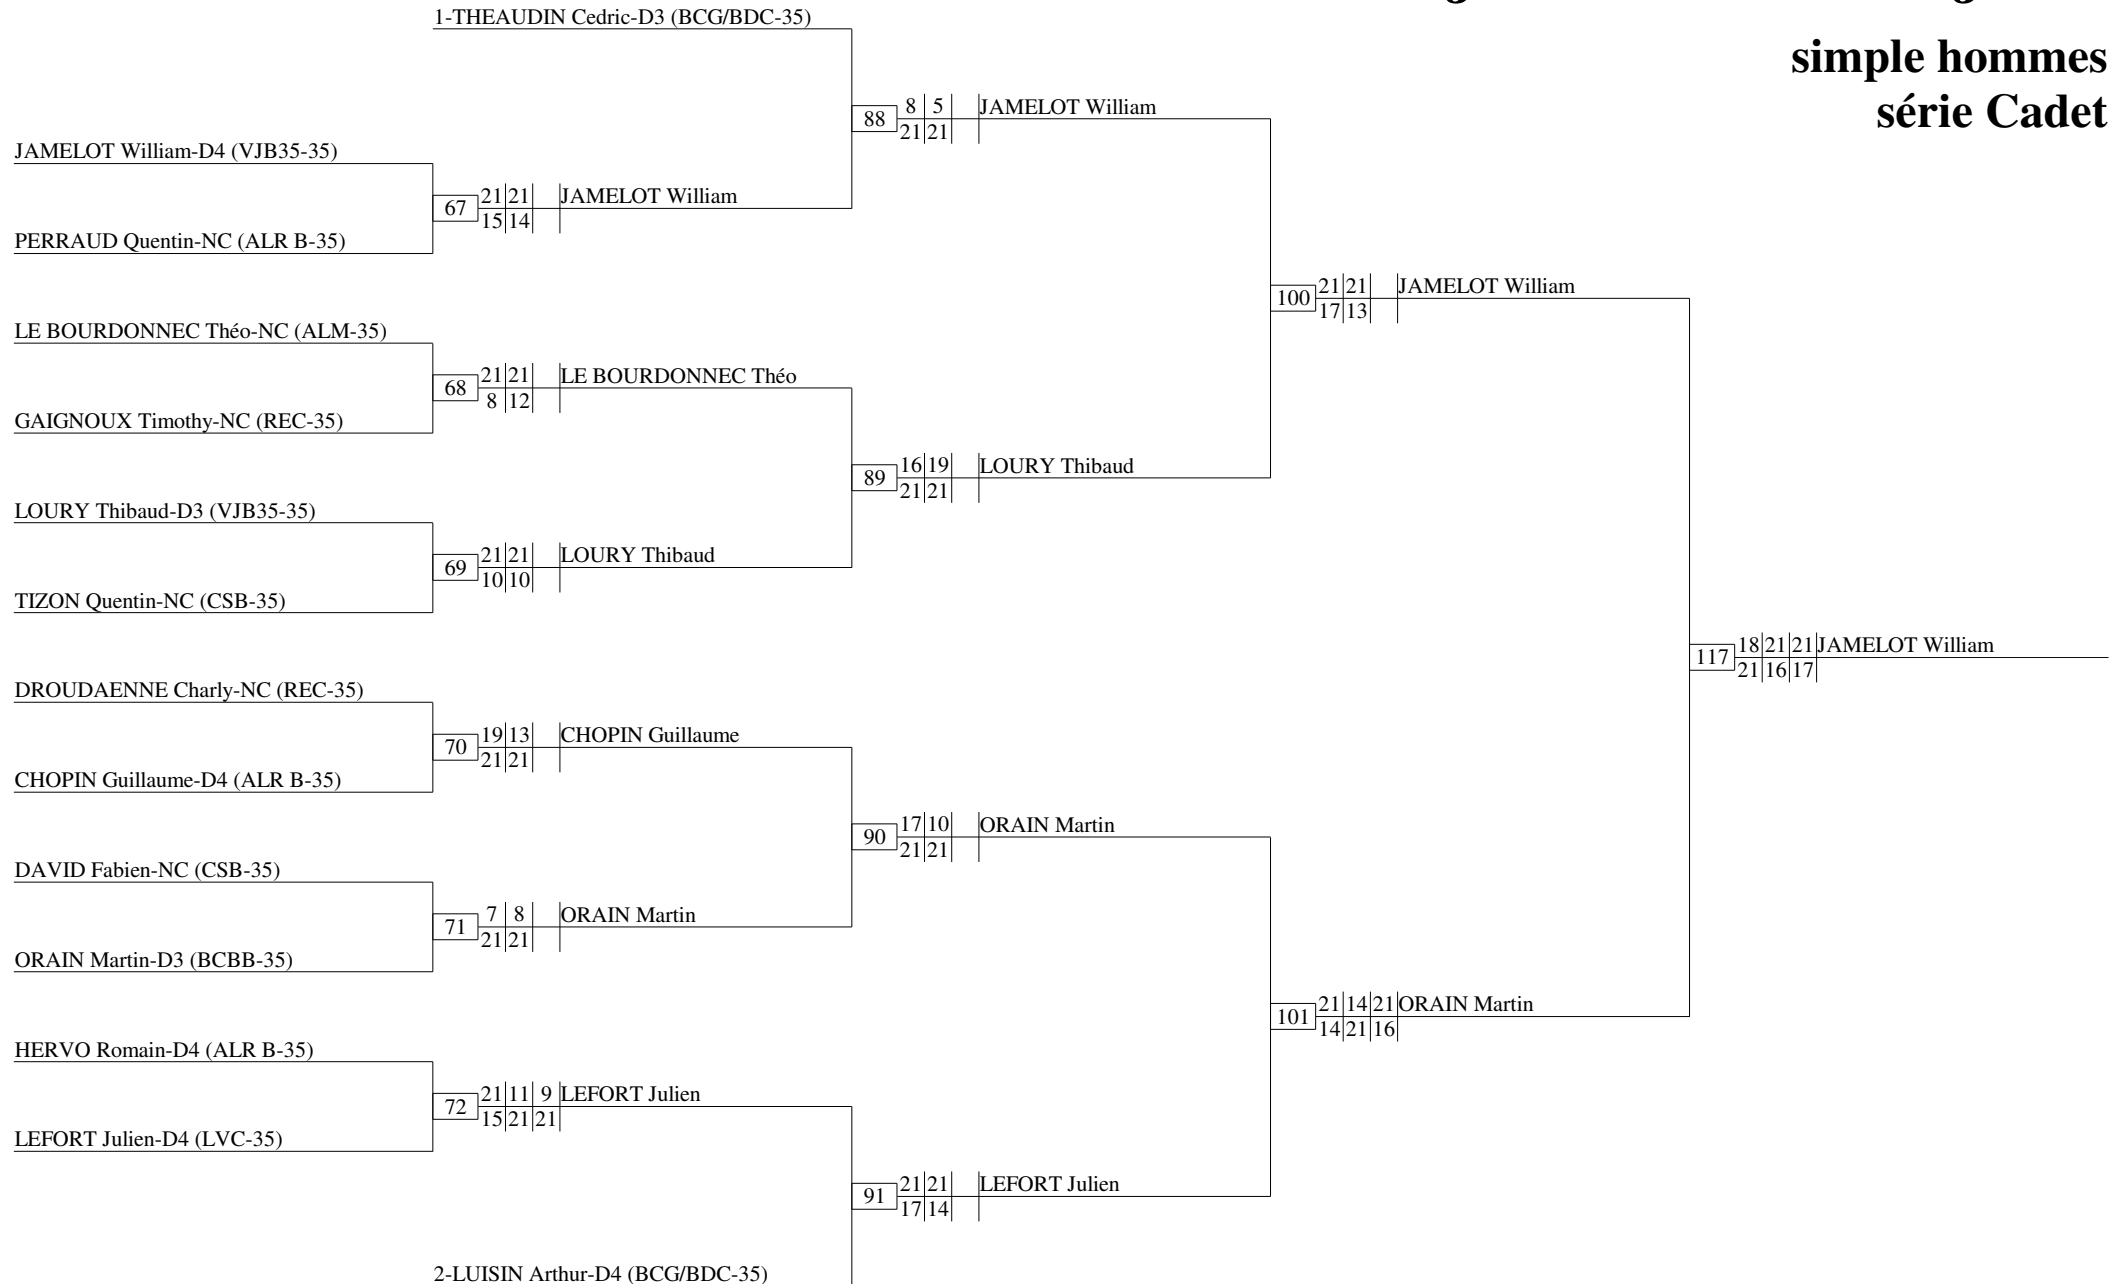 1-THEAUDIN Cedric-D3 (BCG/BDC-35)
simple hommes
série Cadet
88
8 5
21 21
JAMELOT William
JAMELOT William-D4 (VJB35-35)
67
21 21
15 14
JAMELOT William
PERRAUD Quentin-NC (ALR B-35)
100
21 21
17 13
JAMELOT William
LE BOURDONNEC Théo-NC (ALM-35)
68
21 21
8 12
LE BOURDONNEC Théo
GAIGNOUX Timothy-NC (REC-35)
89
16 19
21 21
LOURY Thibaud
LOURY Thibaud-D3 (VJB35-35)
69
21 21
10 10
LOURY Thibaud
TIZON Quentin-NC (CSB-35)
117
18 21 21
21 16 17
JAMELOT William
DROUDAENNE Charly-NC (REC-35)
70
19 13
21 21
CHOPIN Guillaume
CHOPIN Guillaume-D4 (ALR B-35)
90
17 10
21 21
ORAIN Martin
DAVID Fabien-NC (CSB-35)
71
7 8
21 21
ORAIN Martin
ORAIN Martin-D3 (BCBB-35)
101
21 14 21
14 21 16
ORAIN Martin
HERVO Romain-D4 (ALR B-35)
72
21 11 9
15 21 21
LEFORT Julien
LEFORT Julien-D4 (LVC-35)
91
21 21
17 14
LEFORT Julien
2-LUISIN Arthur-D4 (BCG/BDC-35)